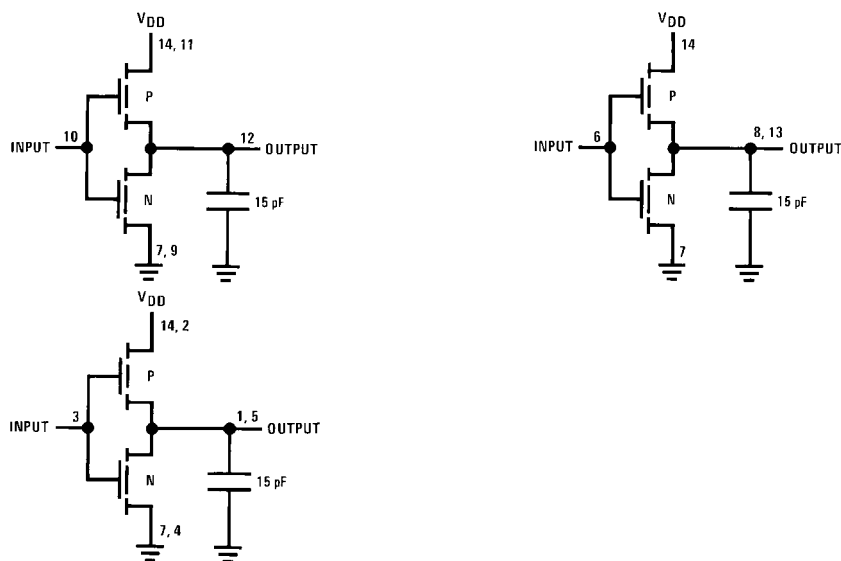 VDD
14, 11
P
INPUT 10
12 OUTPUT
N
15 pF
7, 9
VDD
14
P
INPUT 6
8, 13 OUTPUT
N
15 pF
7
VDD
14, 2
P
INPUT 3
1, 5 OUTPUT
N
15 pF
7, 4